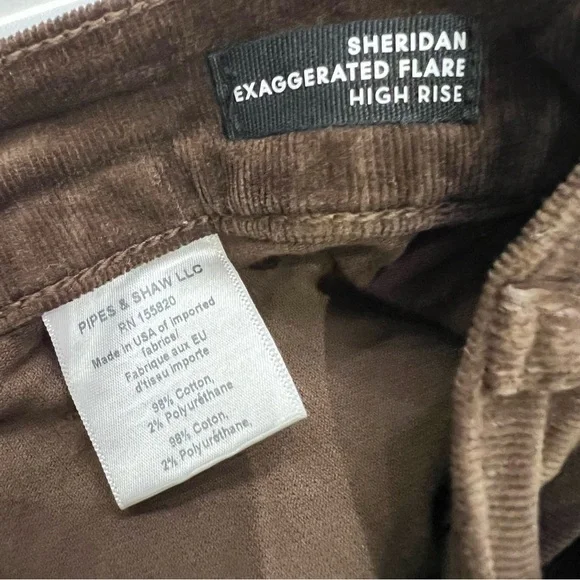 SHERIDAN
EXAGGERATED FLARE
HIGH RISE
PIPES & SHAW LLC
RN 155820
Made in USA of imported
fabrics/
Fabrique aux EU
d'tissu importe
98% Cotton,
2% Polyuréthane
98% Coton,
2% Polyuréthane,